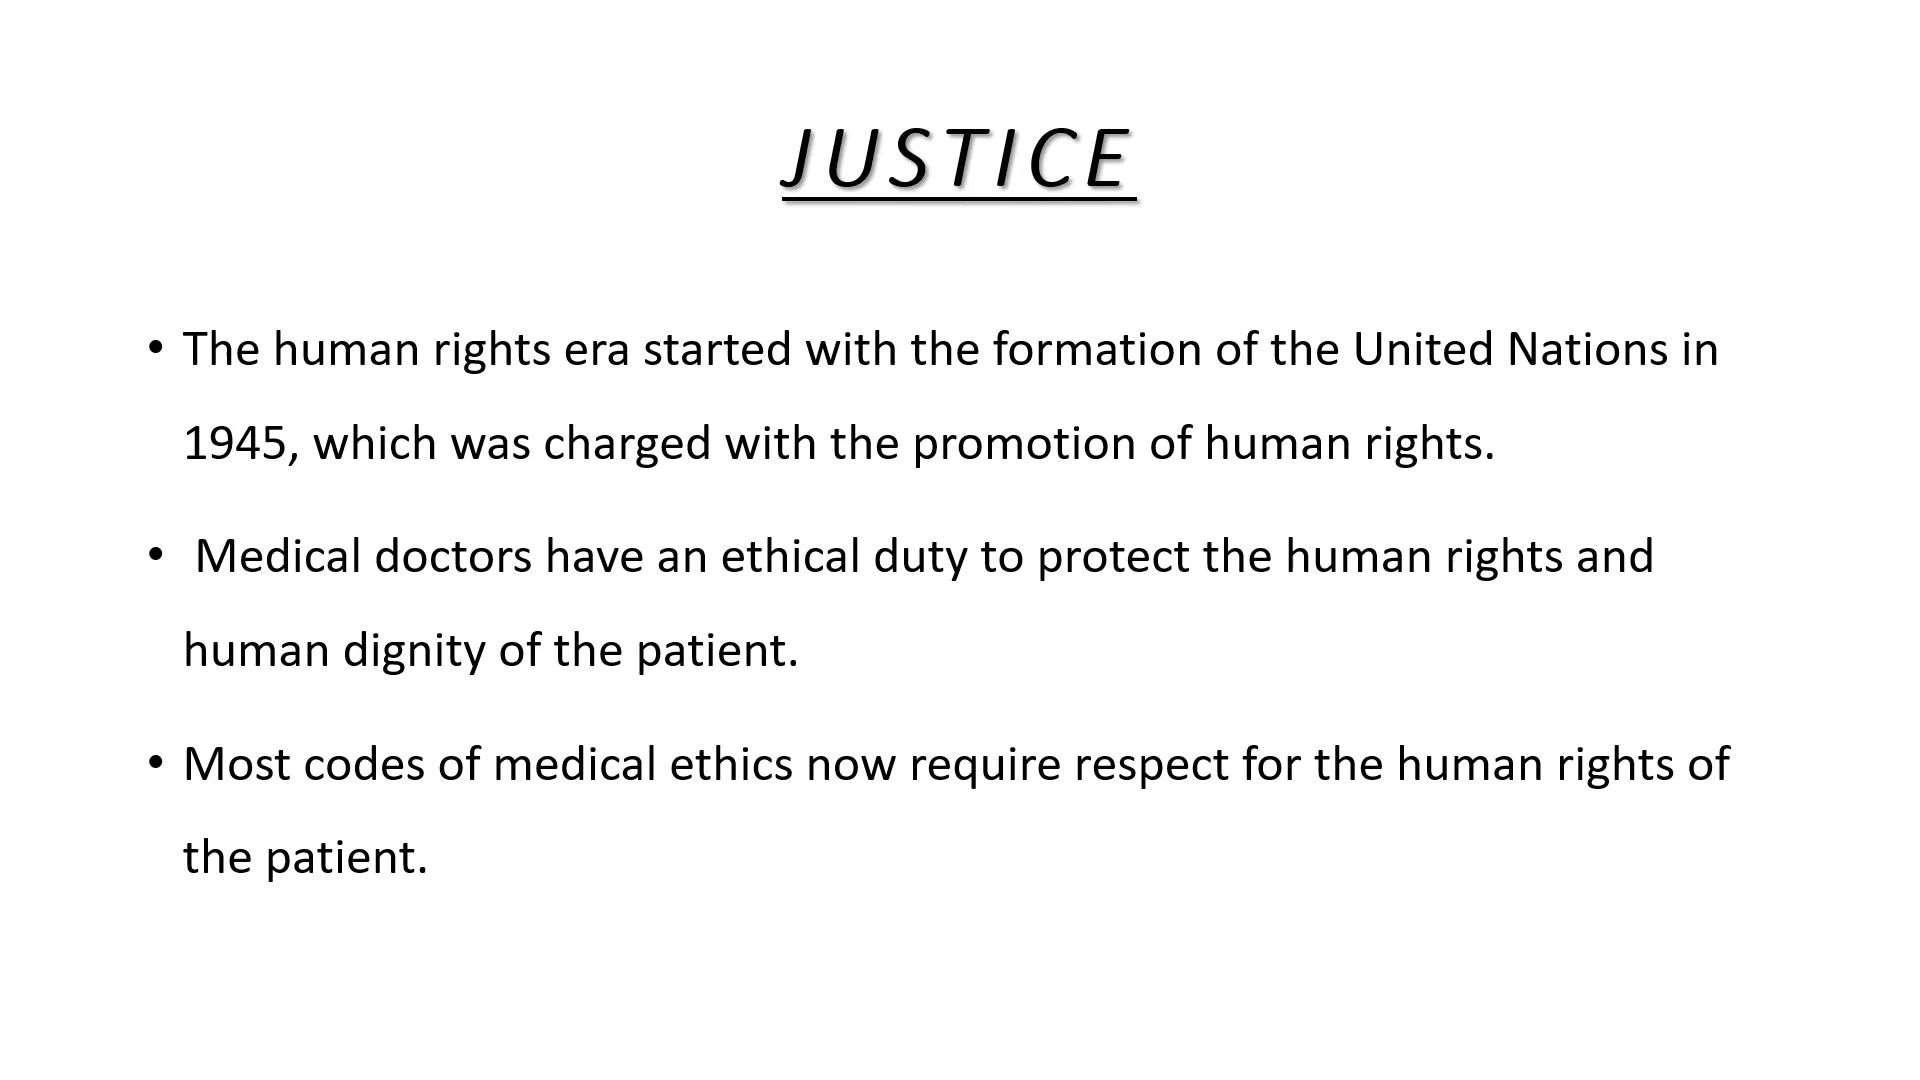 JUSTICE
• The human rights era started with the formation of the United Nations in
1945, which was charged with the promotion of human rights.
• Medical doctors have an ethical duty to protect the human rights and
human dignity of the patient.
• Most codes of medical ethics now require respect for the human rights of
the patient.